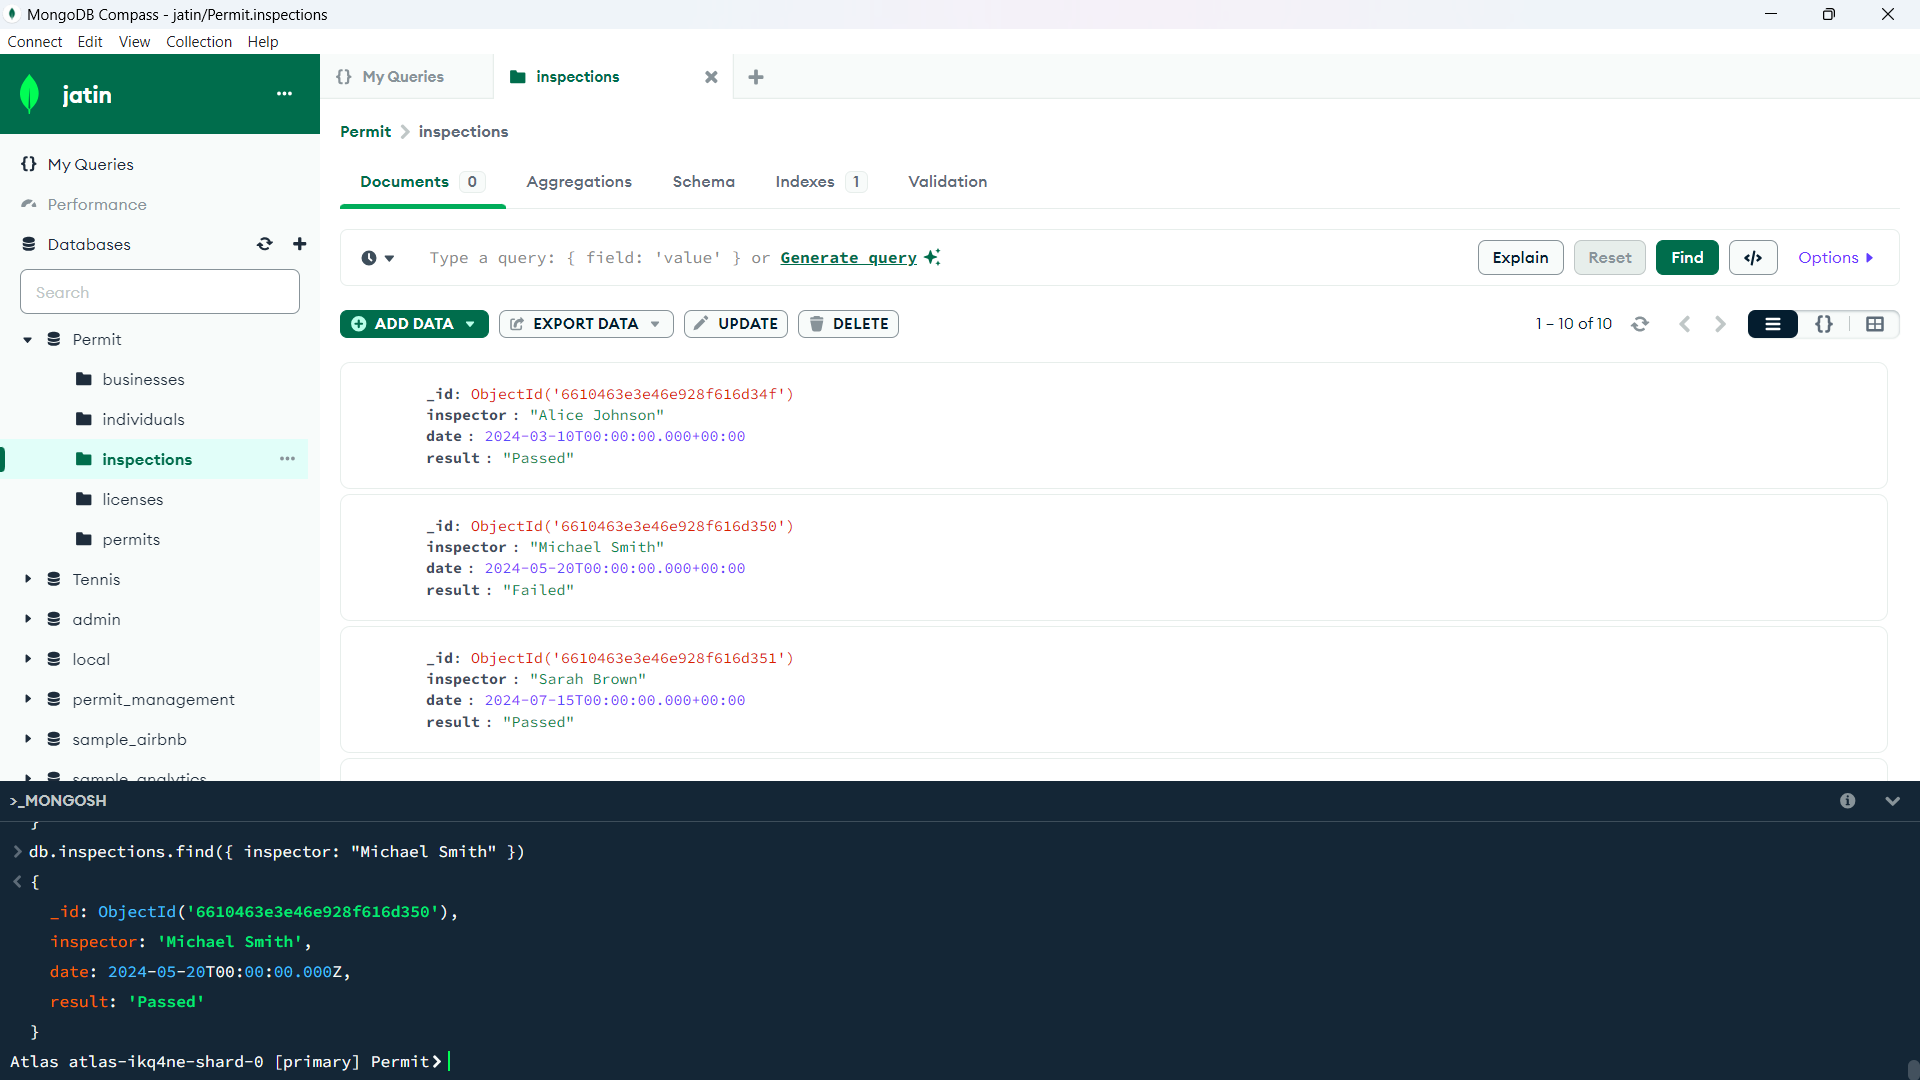 MongoDB Compass - jatin/Permit.inspections
Connect Edit View Collection Help
jatin
My Queries
Performance
Databases
Search
Permit
businesses
individuals
inspections
licenses
permits
Tennis
admin
local
permit_management
sample_airbnb
sample_analytics
{} My Queries
inspections
Permit > inspections
Documents 0 Aggregations Schema Indexes 1 Validation
Type a query: { field: 'value' } or Generate query
Explain Reset Find </> Options
ADD DATA EXPORT DATA UPDATE DELETE
1 – 10 of 10
{}
_id: ObjectId('6610463e3e46e928f616d34f')
inspector : "Alice Johnson"
date : 2024-03-10T00:00:00.000+00:00
result : "Passed"
_id: ObjectId('6610463e3e46e928f616d350')
inspector : "Michael Smith"
date : 2024-05-20T00:00:00.000+00:00
result : "Failed"
_id: ObjectId('6610463e3e46e928f616d351')
inspector : "Sarah Brown"
date : 2024-07-15T00:00:00.000+00:00
result : "Passed"
>_MONGOSH
}
> db.inspections.find({ inspector: "Michael Smith" })
< {
_id: ObjectId('6610463e3e46e928f616d350'),
inspector: 'Michael Smith',
date: 2024-05-20T00:00:00.000Z,
result: 'Passed'
}
Atlas atlas-ikq4ne-shard-0 [primary] Permit>